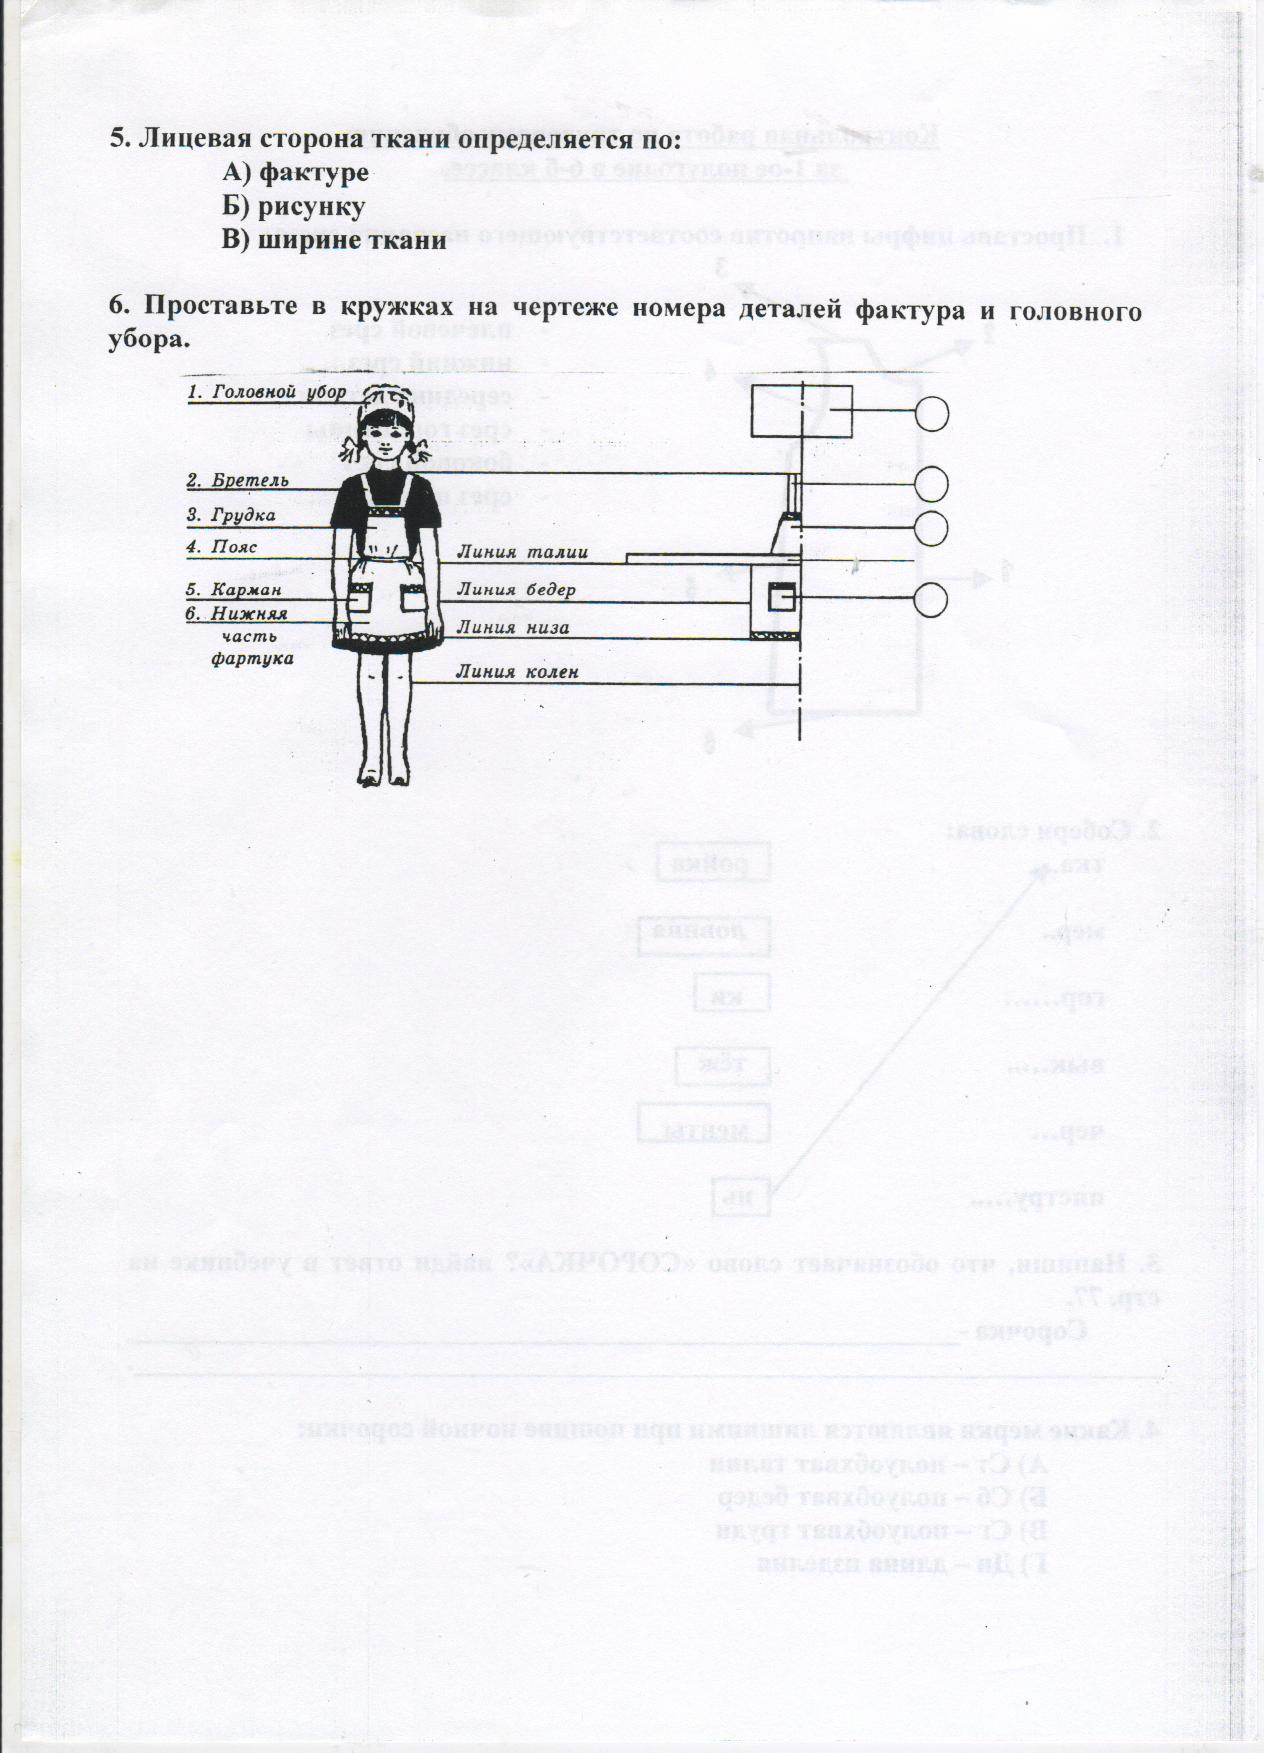 5. Лицевая сторона ткани определяется по:
А) фактуре
Б) рисунку
В) ширине ткани
6. Проставьте в кружках на чертеже номера деталей фактура и головного
убора.
1. Головной убор
2. Бретель
3. Грудка
4. Пояс
5. Карман
6. Нижняя
часть
фартука
Линия талии
Линия бедер
Линия низа
Линия колен